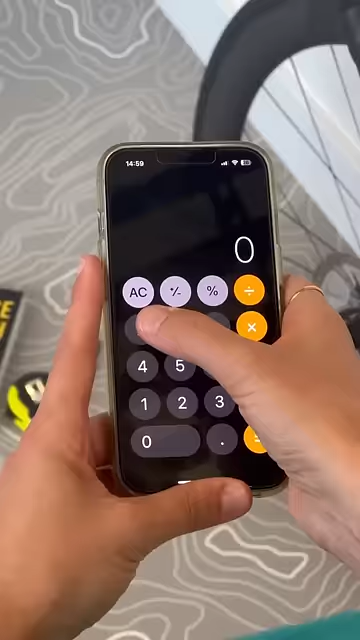 14:59
0
AC +/- % ÷
×
4 5
1 2 3
0 . =